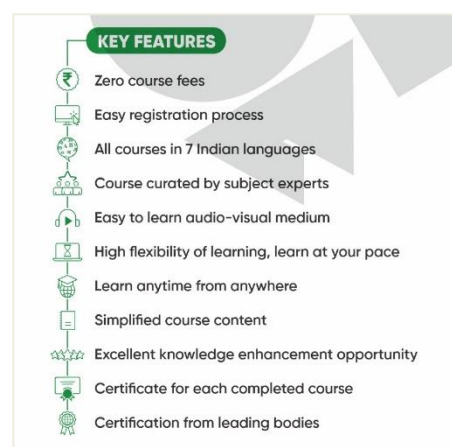 KEY FEATURES
Zero course fees
Easy registration process
All courses in 7 Indian languages
Course curated by subject experts
Easy to learn audio-visual medium
High flexibility of learning, learn at your pace
Learn anytime from anywhere
Simplified course content
Excellent knowledge enhancement opportunity
Certificate for each completed course
Certification from leading bodies